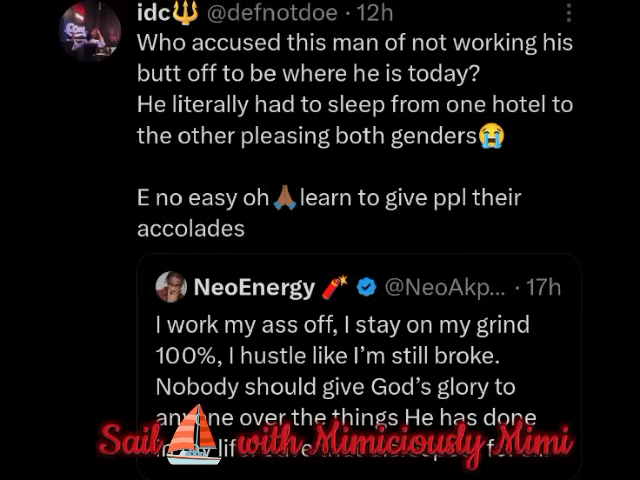 idc🔱 @defnotdoe · 12h
Who accused this man of not working his
butt off to be where he is today?
He literally had to sleep from one hotel to
the other pleasing both genders😭
E no easy oh🙏🏾learn to give ppl their
accolades
NeoEnergy 🧨 @NeoAkp... · 17h
I work my ass off, I stay on my grind
100%, I hustle like I'm still broke.
Nobody should give God's glory to
anyone over the things He has done
Sail⛵ with Mimiciously Mimi